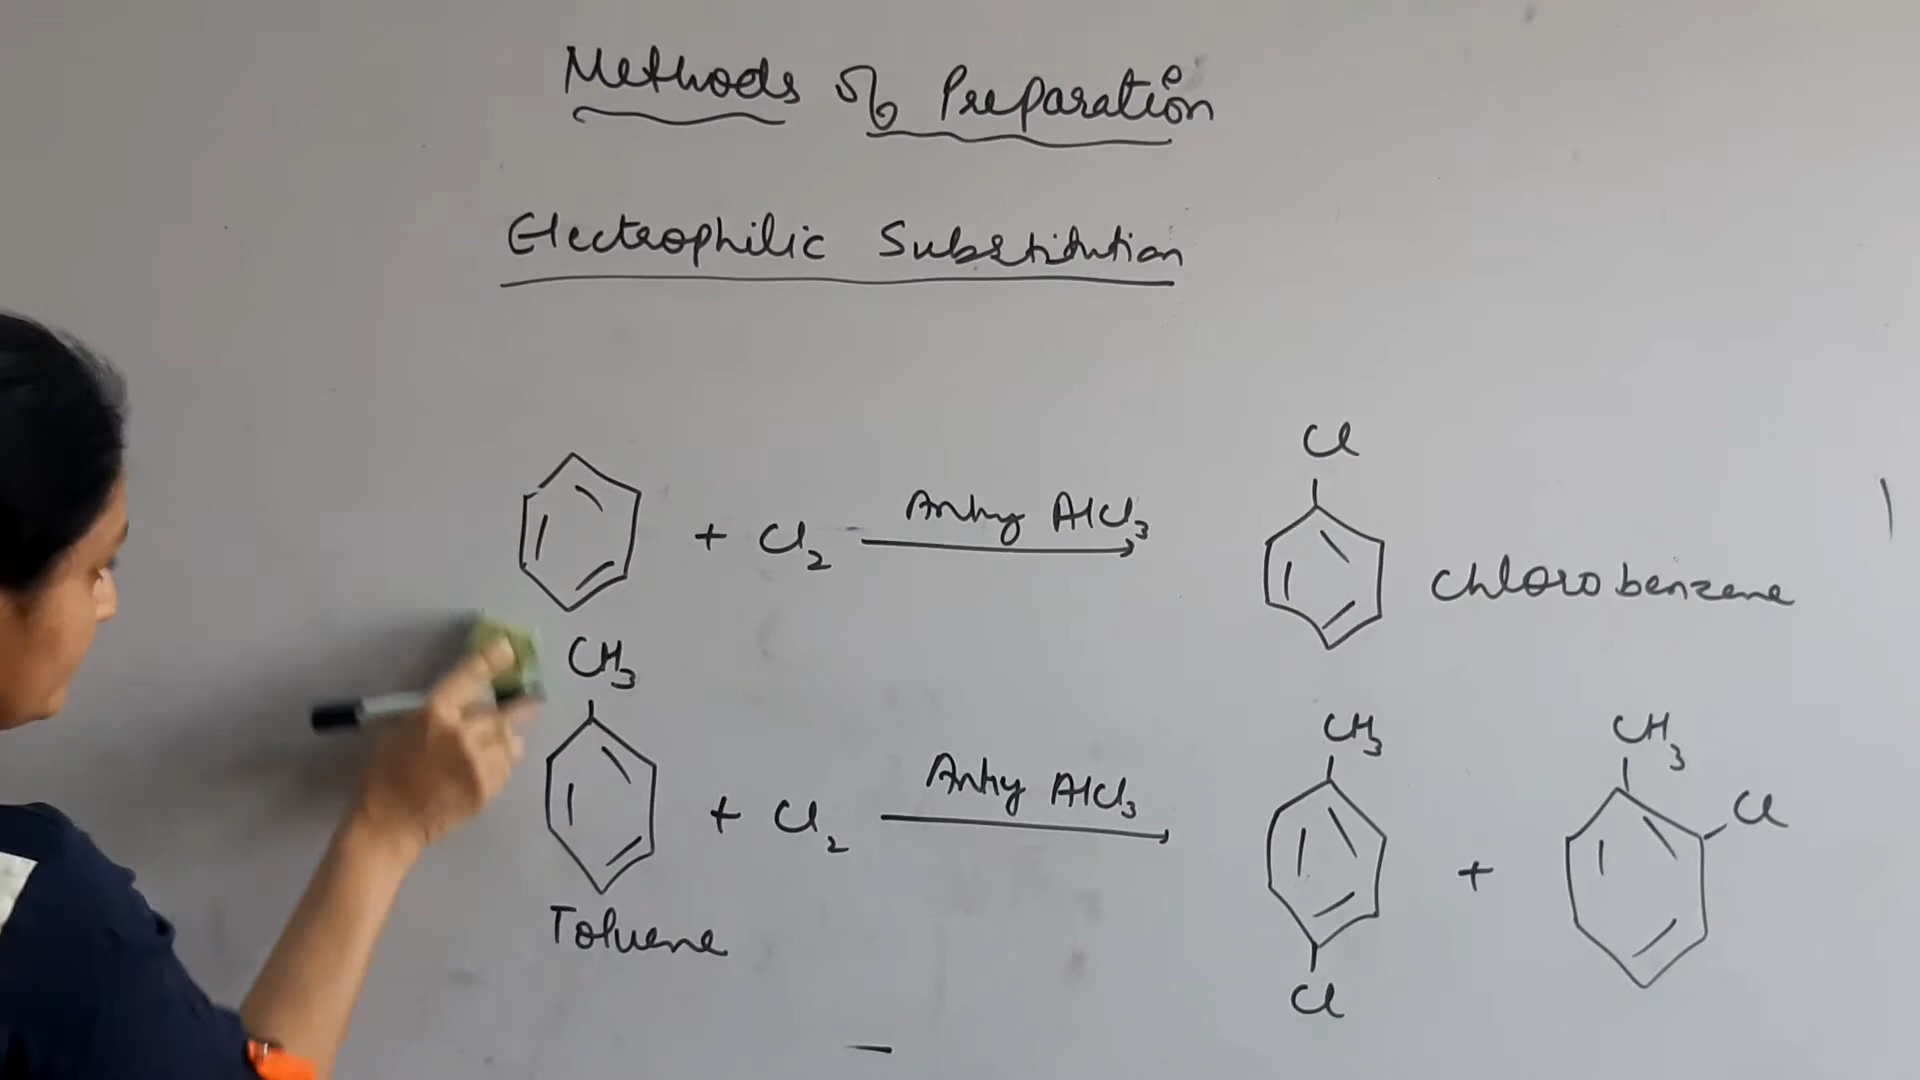 Methods of Preparation
Electrophilic Substitution
+ Cl2 Anhy AlCl3 → Cl Chlorobenzene
CH3 + Cl2 Anhy AlCl3 → CH3 Cl + CH3 Cl
Toluene